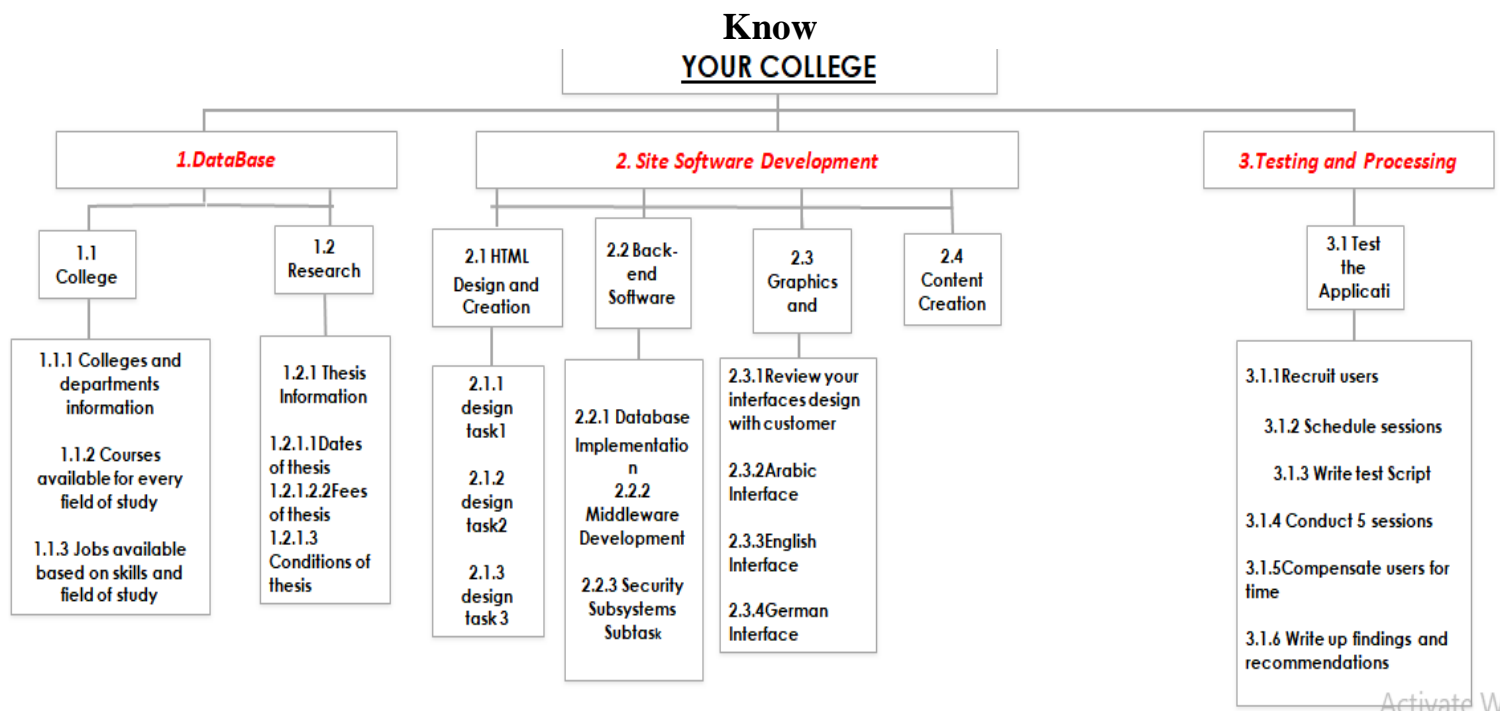 Know
YOUR COLLEGE
1.DataBase
2. Site Software Development
3.Testing and Processing
1.1
College
1.2
Research
2.1 HTML
Design and
Creation
2.2 Back-
end
Software
2.3
Graphics
and
2.4
Content
Creation
3.1 Test
the
Applicati
1.1.1 Colleges and
departments
information
1.1.2 Courses
available for every
field of study
1.1.3 Jobs available
based on skills and
field of study
1.2.1 Thesis
Information
1.2.1.1Dates
of thesis
1.2.1.2.2Fees
of thesis
1.2.1.3
Conditions of
thesis
2.1.1
design
task1
2.1.2
design
task2
2.1.3
design
task3
2.2.1 Database
Implementatio
n
2.2.2
Middleware
Development
2.2.3 Security
Subsystems
Subtask
2.3.1Review your
interfaces design
with customer
2.3.2Arabic
Interface
2.3.3English
Interface
2.3.4German
Interface
3.1.1Recruit users
3.1.2 Schedule sessions
3.1.3 Write test Script
3.1.4 Conduct 5 sessions
3.1.5Compensate users for
time
3.1.6 Write up findings and
recommendations
Activate W